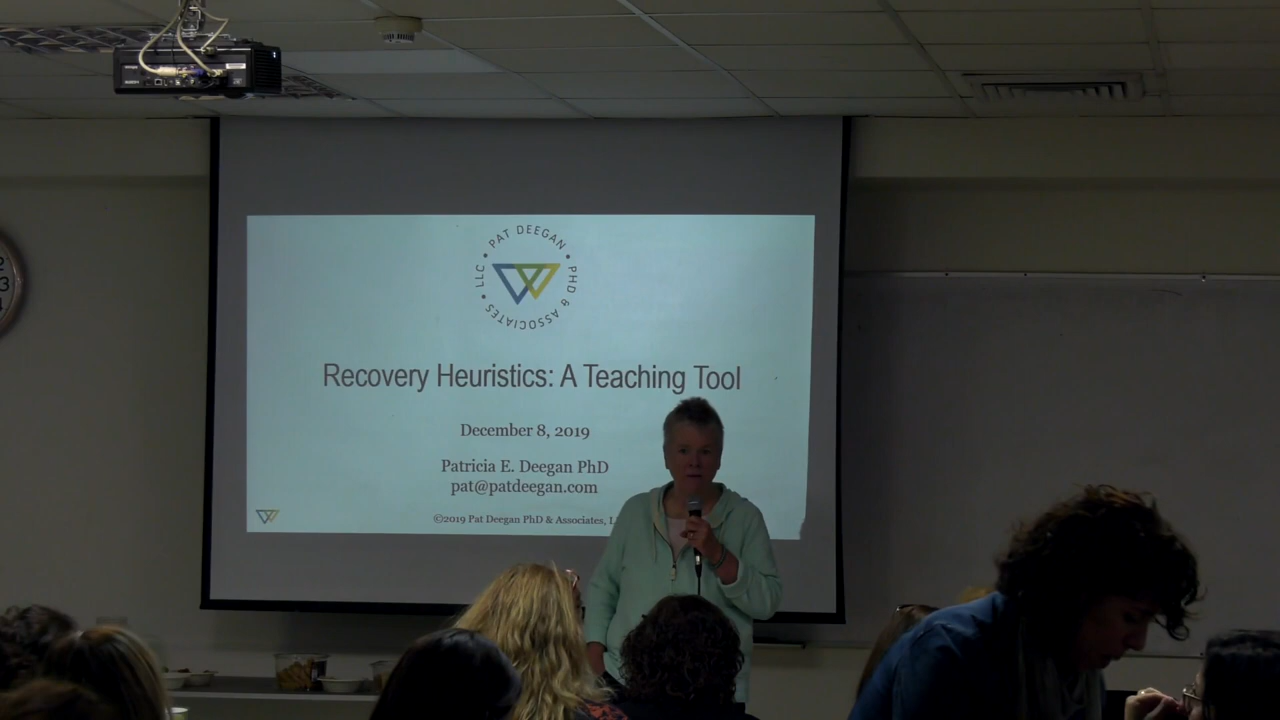 PAT DEEGAN • PHD & ASSOCIATES • LLC •
Recovery Heuristics: A Teaching Tool
December 8, 2019
Patricia E. Deegan PhD
pat@patdeegan.com
©2019 Pat Deegan PhD & Associates,
3